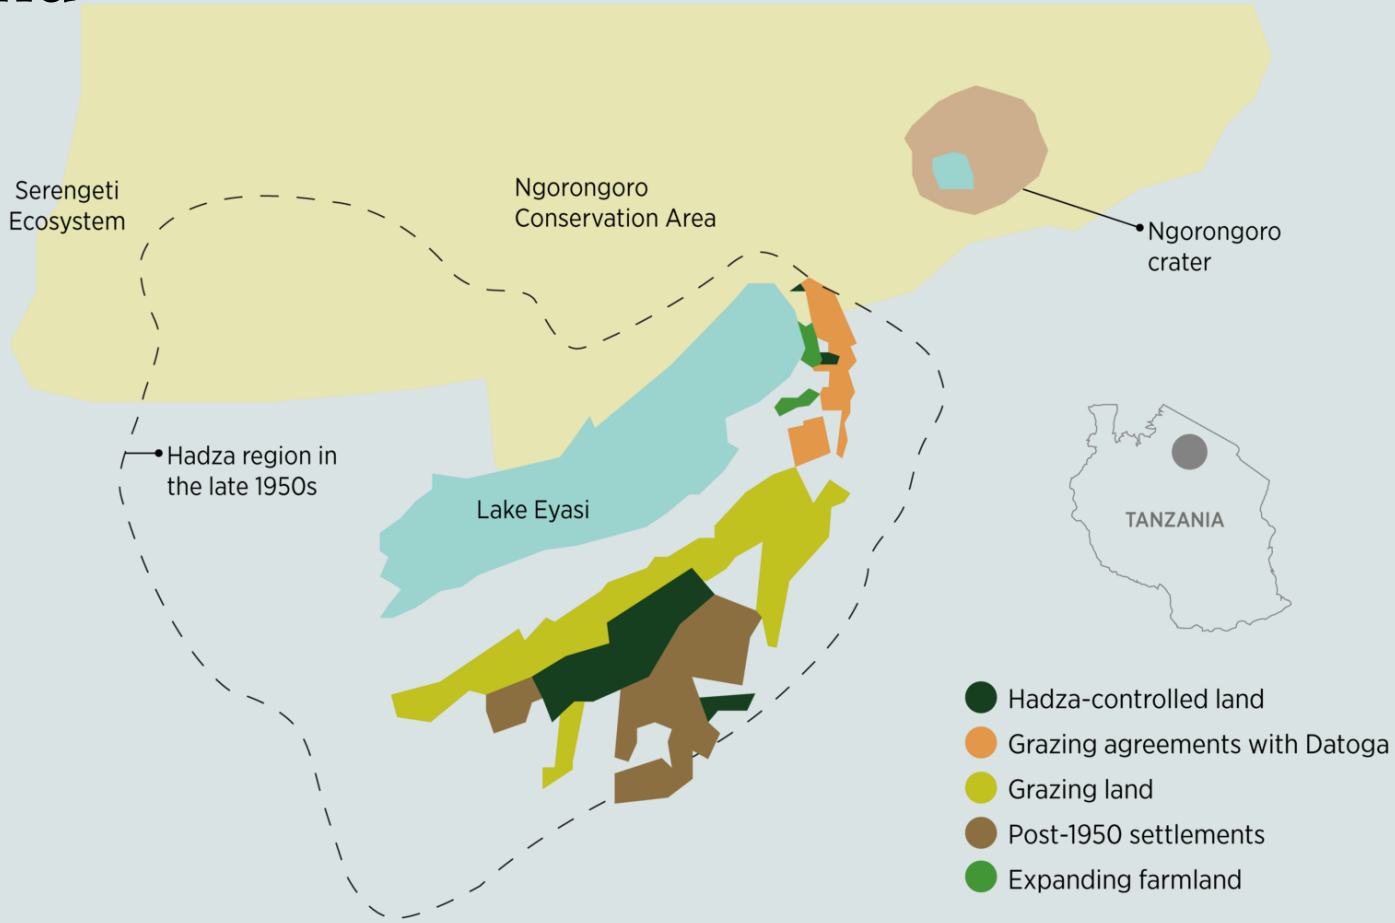 Serengeti
Ecosystem
Ngorongoro
Conservation Area
Ngorongoro
crater
Hadza region in
the late 1950s
Lake Eyasi
TANZANIA
Hadza-controlled land
Grazing agreements with Datoga
Grazing land
Post-1950 settlements
Expanding farmland